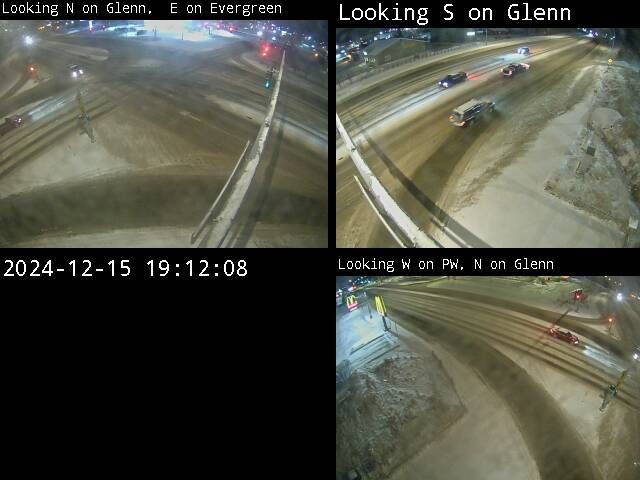 Looking N on Glenn, E on Evergreen
Looking S on Glenn
2024-12-15 19:12:08
Looking W on PW, N on Glenn